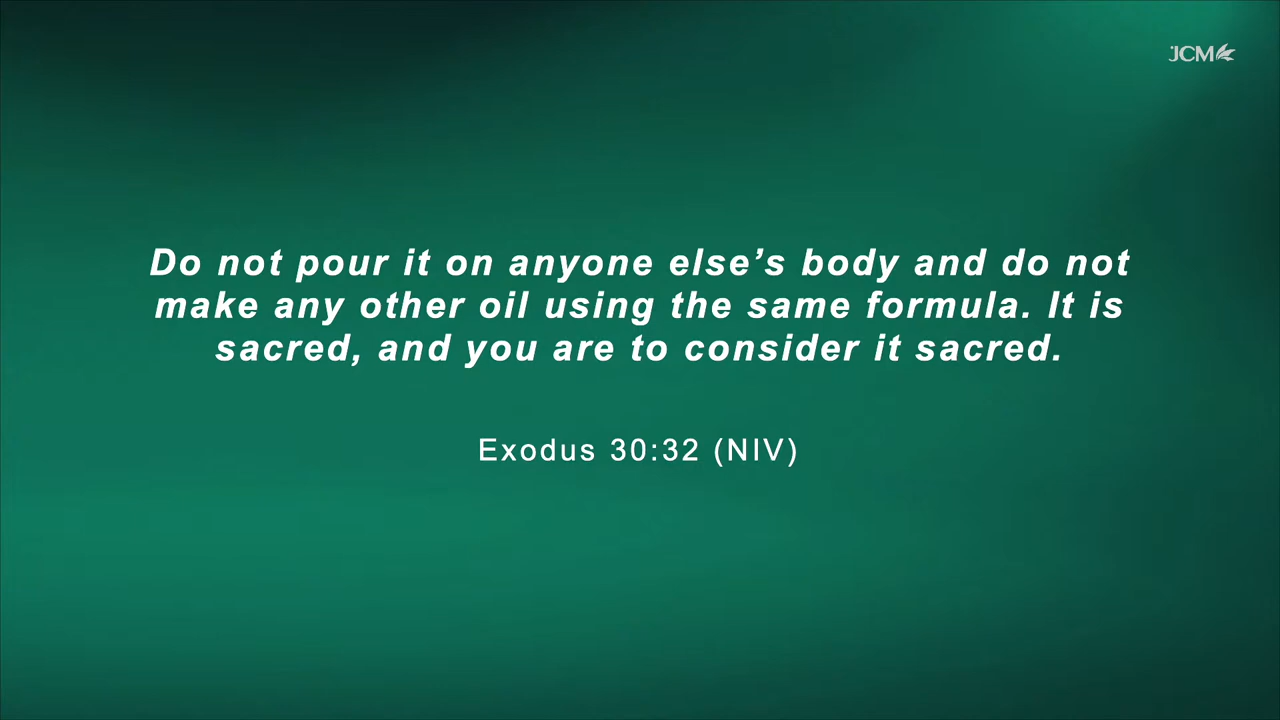 JCM
Do not pour it on anyone else’s body and do not
make any other oil using the same formula. It is
sacred, and you are to consider it sacred.
Exodus 30:32 (NIV)